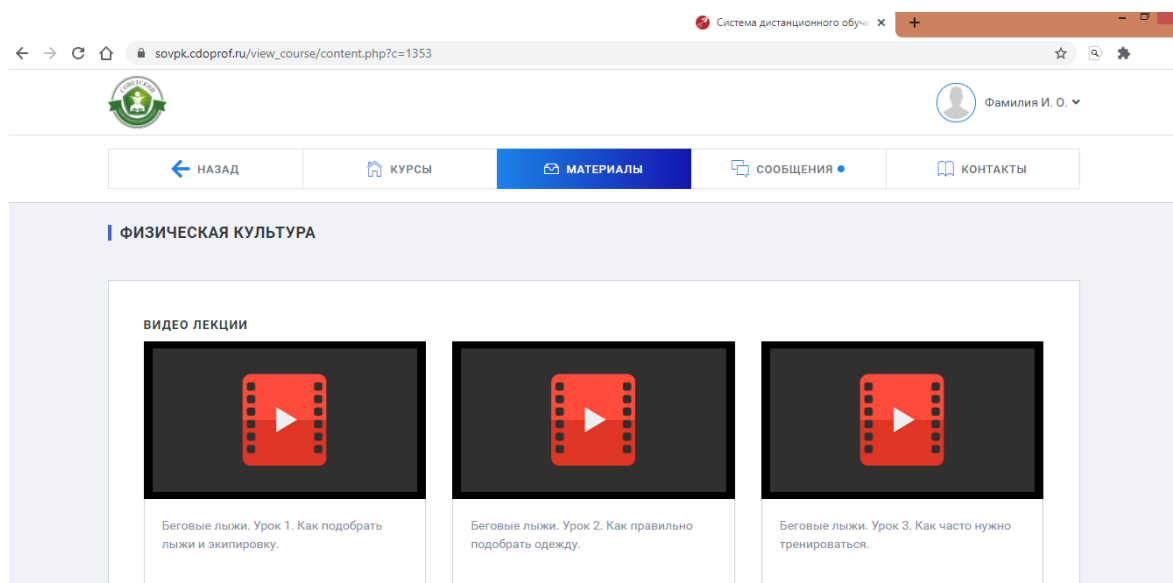 Система дистанционного обуче
sovpk.cdoprof.ru/view_course/content.php?c=1353
СОВЕТСКИЙ
Фамилия И. О.
НАЗАД
КУРСЫ
МАТЕРИАЛЫ
СООБЩЕНИЯ
КОНТАКТЫ
ФИЗИЧЕСКАЯ КУЛЬТУРА
ВИДЕО ЛЕКЦИИ
Беговые лыжи. Урок 1. Как подобрать
лыжи и экипировку.
Беговые лыжи. Урок 2. Как правильно
подобрать одежду.
Беговые лыжи. Урок 3. Как часто нужно
тренироваться.